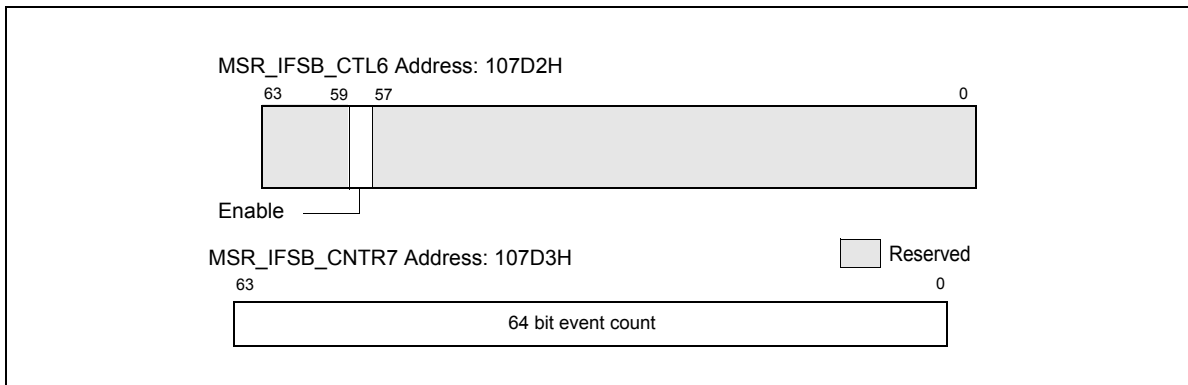 MSR_IFSB_CTL6 Address: 107D2H
63 59 57 0
Enable
MSR_IFSB_CNTR7 Address: 107D3H
Reserved
63 0
64 bit event count